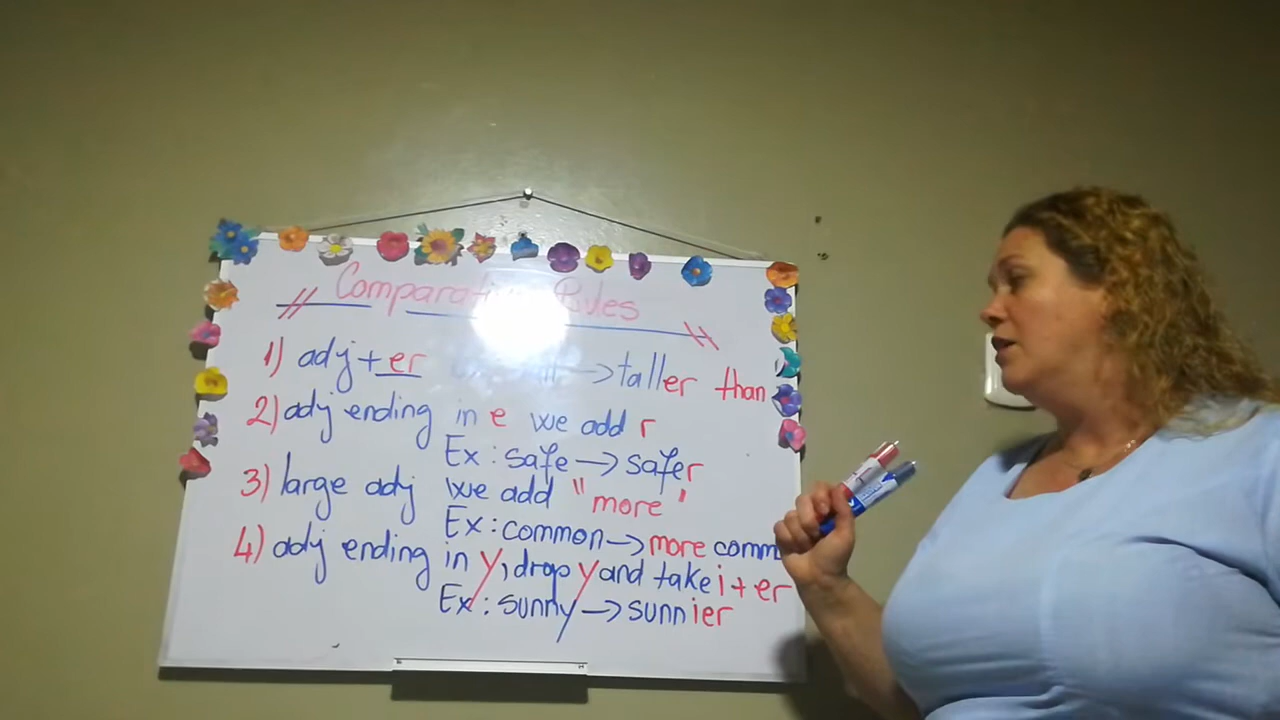 Comparative Rules
1) adj + er → taller than
2) adj ending in e we add r
Ex: safe → safer
3) large adj we add "more"
Ex: common → more comm
4) adj ending in y, drop y and take i + er
Ex: sunny → sunnier